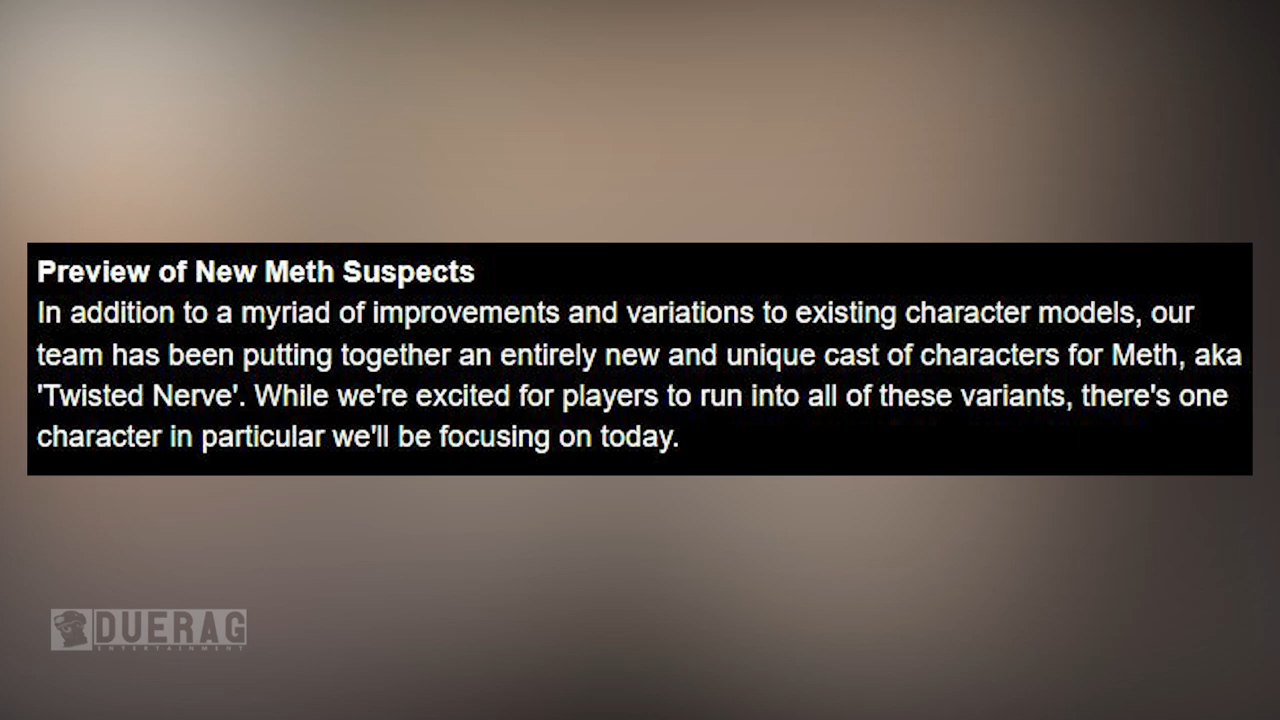 Preview of New Meth Suspects
In addition to a myriad of improvements and variations to existing character models, our
team has been putting together an entirely new and unique cast of characters for Meth, aka
'Twisted Nerve'. While we're excited for players to run into all of these variants, there's one
character in particular we'll be focusing on today.
DUERAG
ENTERTAINMENT